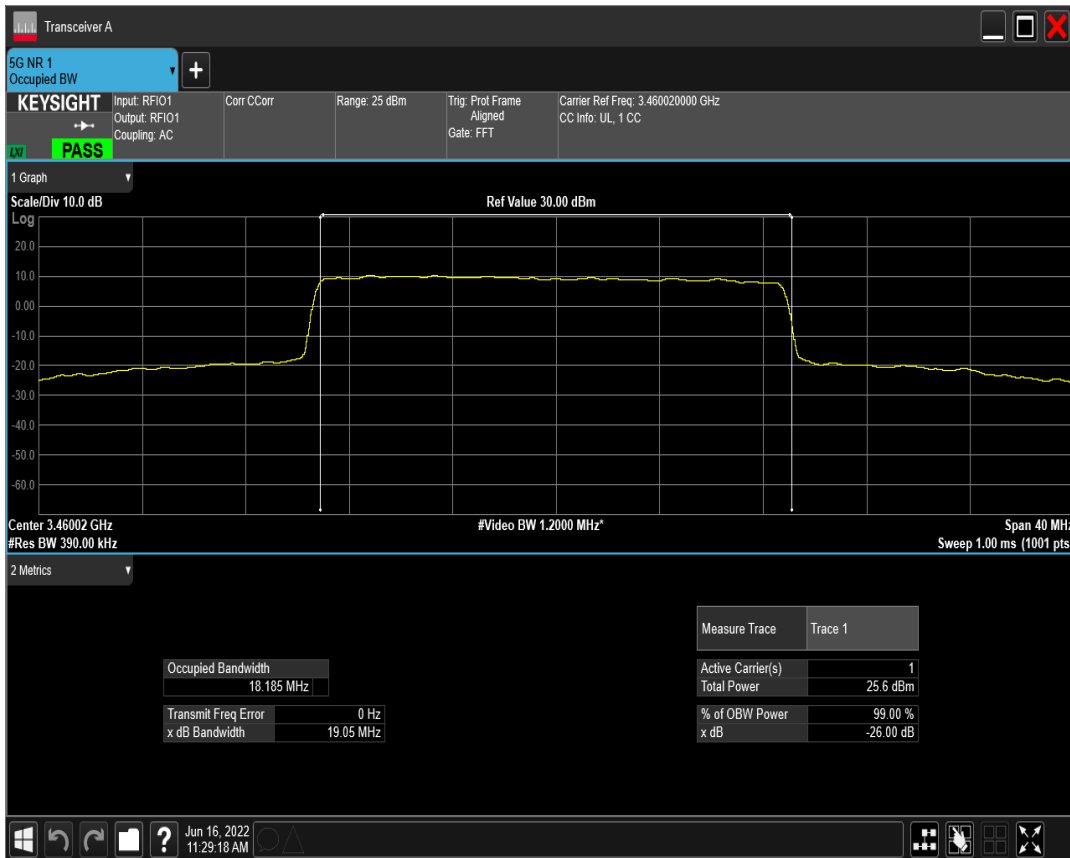 Transceiver A
5G NR 1
Occupied BW
KEYSIGHT
LXI
PASS
Input: RFIO1
Output: RFIO1
Coupling: AC
Corr CCorr
Range: 25 dBm
Trig: Prot Frame
Aligned
Gate: FFT
Carrier Ref Freq: 3.460020000 GHz
CC Info: UL, 1 CC
1 Graph
Scale/Div 10.0 dB
Ref Value 30.00 dBm
Log
20.0
10.0
0.00
-10.0
-20.0
-30.0
-40.0
-50.0
-60.0
Center 3.46002 GHz
#Video BW 1.2000 MHz*
Span 40 MHz
#Res BW 390.00 kHz
Sweep 1.00 ms (1001 pts
2 Metrics
Measure Trace Trace 1
Occupied Bandwidth
18.185 MHz
Active Carrier(s) 1
Total Power 25.6 dBm
Transmit Freq Error 0 Hz
x dB Bandwidth 19.05 MHz
% of OBW Power 99.00 %
x dB -26.00 dB
?
Jun 16, 2022
11:29:18 AM